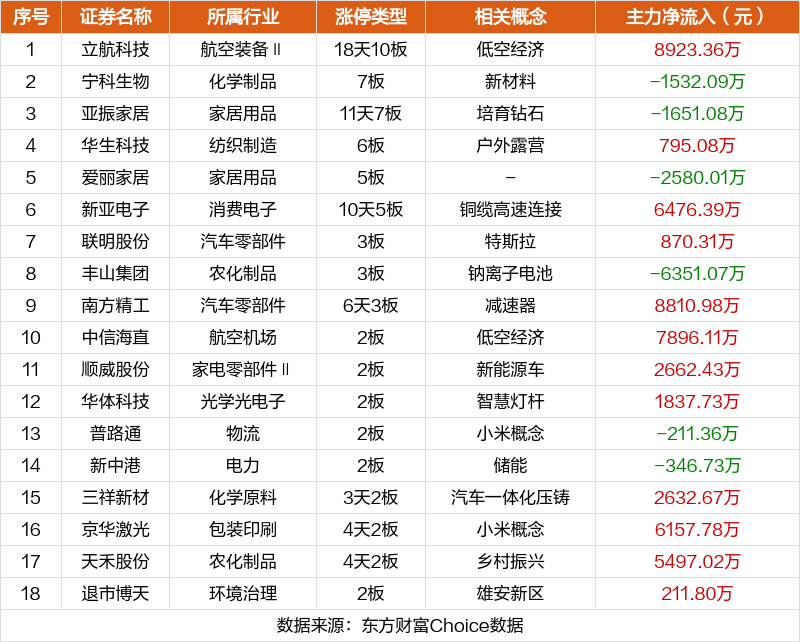 序号 证券名称 所属行业 涨停类型 相关概念 主力净流入（元）
1 立航科技 航空装备Ⅱ 18天10板 低空经济 8923.36万
2 宁科生物 化学制品 7板 新材料 -1532.09万
3 亚振家居 家居用品 11天7板 培育钻石 -1651.08万
4 华生科技 纺织制造 6板 户外露营 795.08万
5 爱丽家居 家居用品 5板 - -2580.01万
6 新亚电子 消费电子 10天5板 铜缆高速连接 6476.39万
7 联明股份 汽车零部件 3板 特斯拉 870.31万
8 丰山集团 农化制品 3板 钠离子电池 -6351.07万
9 南方精工 汽车零部件 6天3板 减速器 8810.98万
10 中信海直 航空机场 2板 低空经济 7896.11万
11 顺威股份 家电零部件Ⅱ 2板 新能源车 2662.43万
12 华体科技 光学光电子 2板 智慧灯杆 1837.73万
13 普路通 物流 2板 小米概念 -211.36万
14 新中港 电力 2板 储能 -346.73万
15 三祥新材 化学原料 3天2板 汽车一体化压铸 2632.67万
16 京华激光 包装印刷 4天2板 小米概念 6157.78万
17 天禾股份 农化制品 4天2板 乡村振兴 5497.02万
18 退市博天 环境治理 2板 雄安新区 211.80万
数据来源：东方财富Choice数据